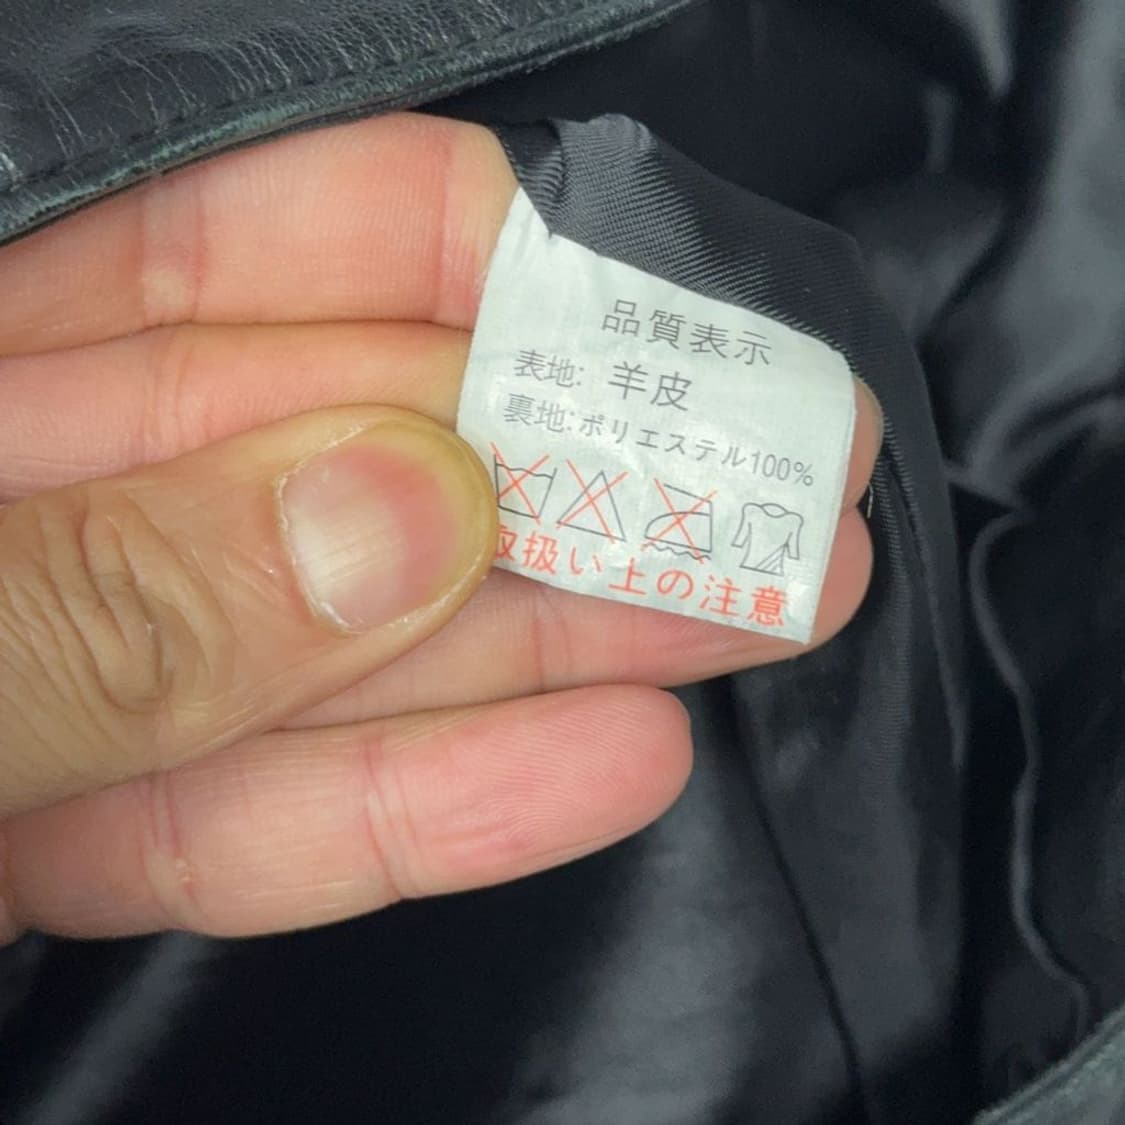 品質表示
表地: 羊皮
裏地:ポリエステル100%
取扱い上の注意